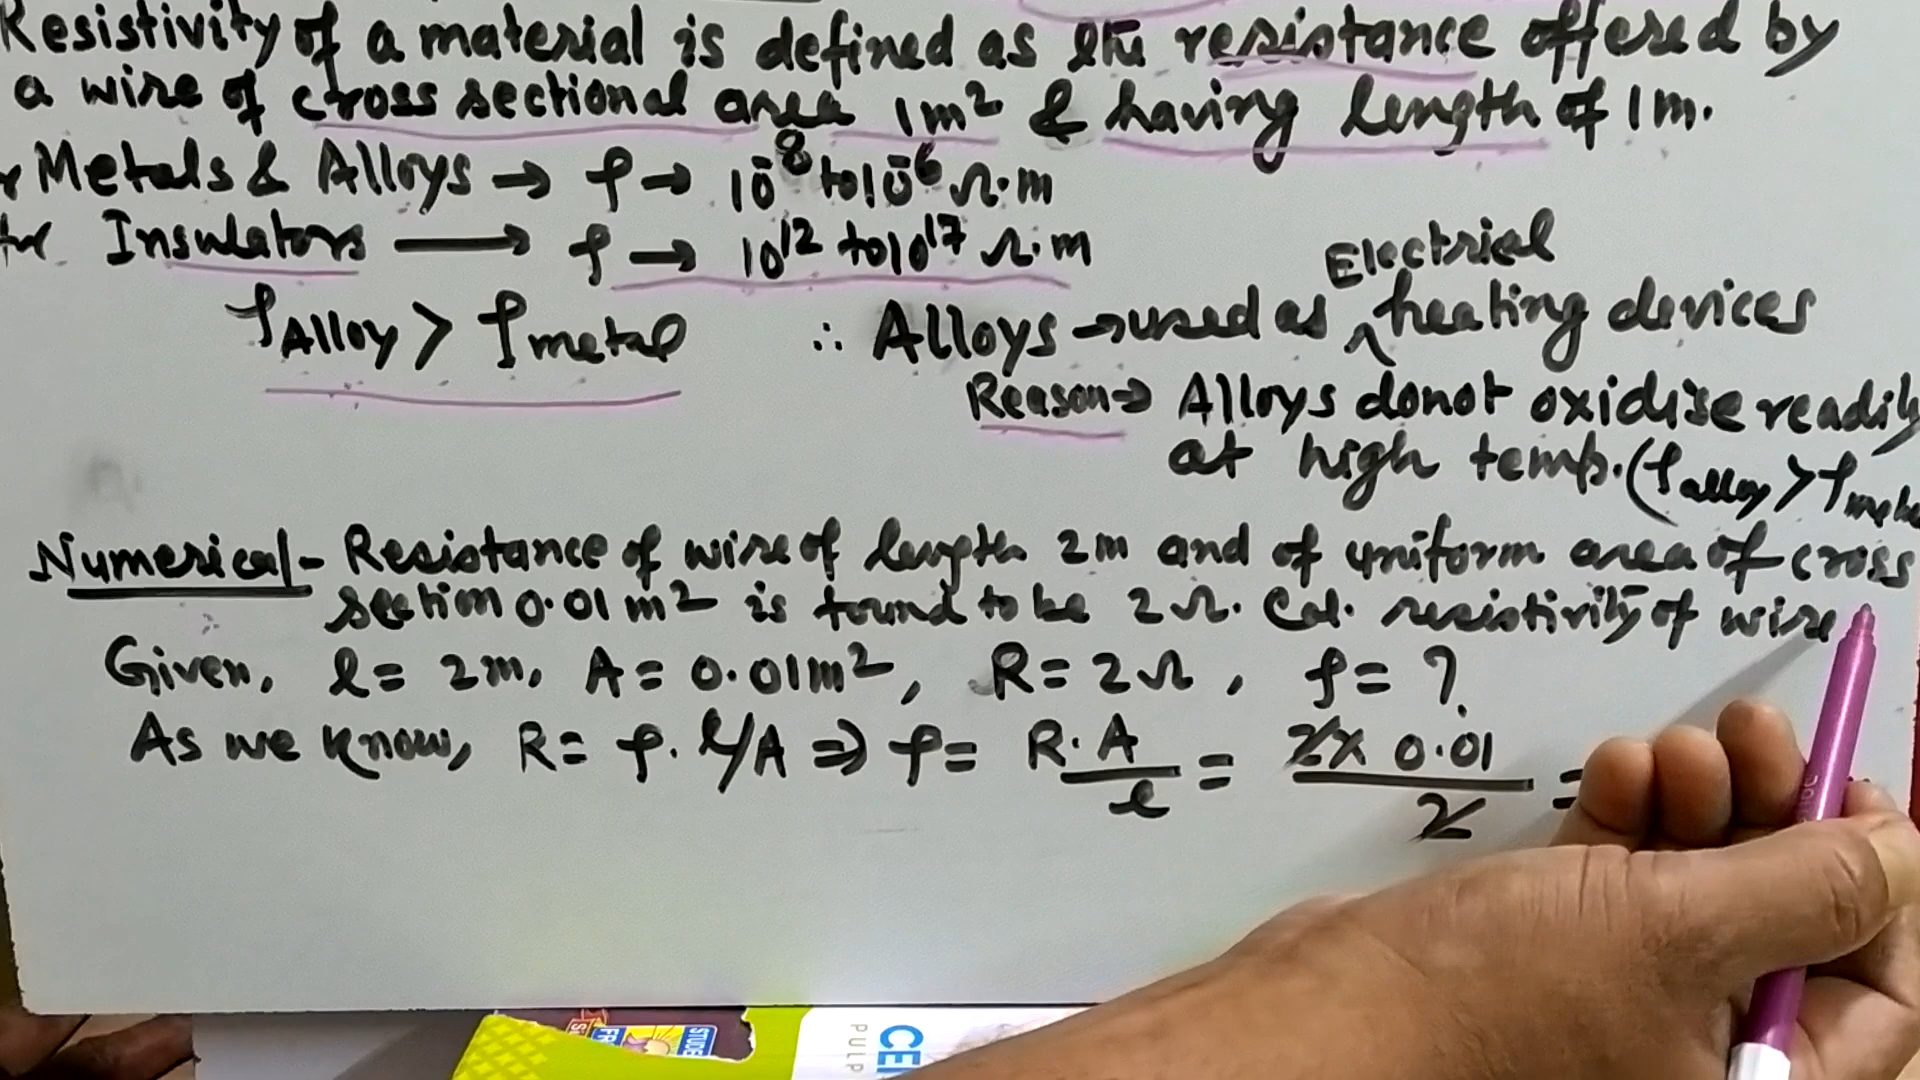 Resistivity of a material is defined as the resistance offered by
a wire of cross sectional area 1m² & having length of 1m.
Metals & Alloys → ρ → 10⁻⁸ to 10⁻⁶ Ω·m
Insulators ⟶ ρ → 10¹² to 10¹⁷ Ω·m
ρAlloy > ρmetal ∴ Alloys → used as Electrical heating devices
Reason → Alloys donot oxidise readily
at high temp. (ρalloy > ρ
Numerical - Resistance of wire of length 2m and of uniform area of cross
section 0.01m² is found to be 2Ω. Cal. resistivity of wire
Given, l = 2m, A = 0.01m², R = 2Ω, ρ = ?
As we know, R = ρ. l/A ⇒ ρ = R.A/l = 2x 0.01/2 =
CE
PULP